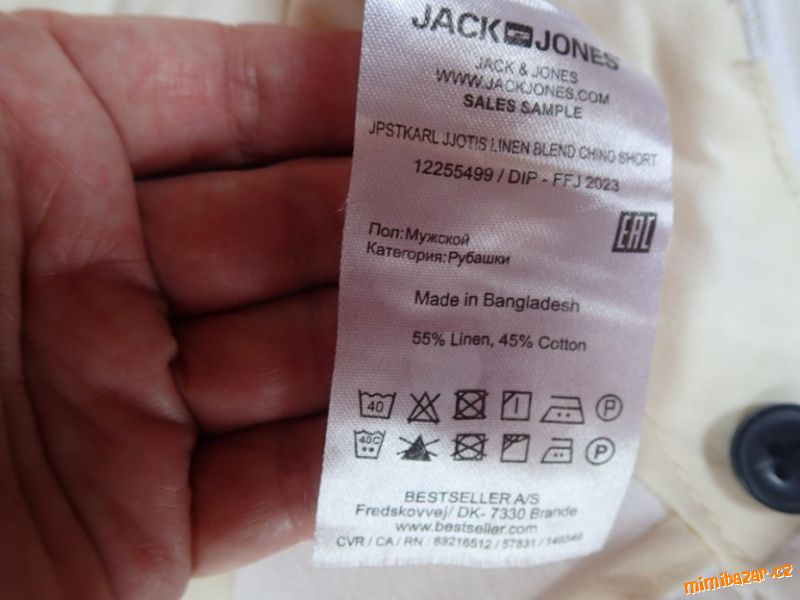 JACK JONES
JACK & JONES
WWW.JACKJONES.COM
SALES SAMPLE
JPSTKARL JJOTIS LINEN BLEND CHINO SHORT
12255499 / DIP - FFJ 2023
EAC
Пол:Мужской
Категория:Рубашки
Made in Bangladesh
55% Linen, 45% Cotton
40 P
40C P
BESTSELLER A/S
Fredskovvej/ DK- 7330 Brande
www.bestseller.com
CVR / CA / RN : 88216512 / 57831 /
mimibazar.cz